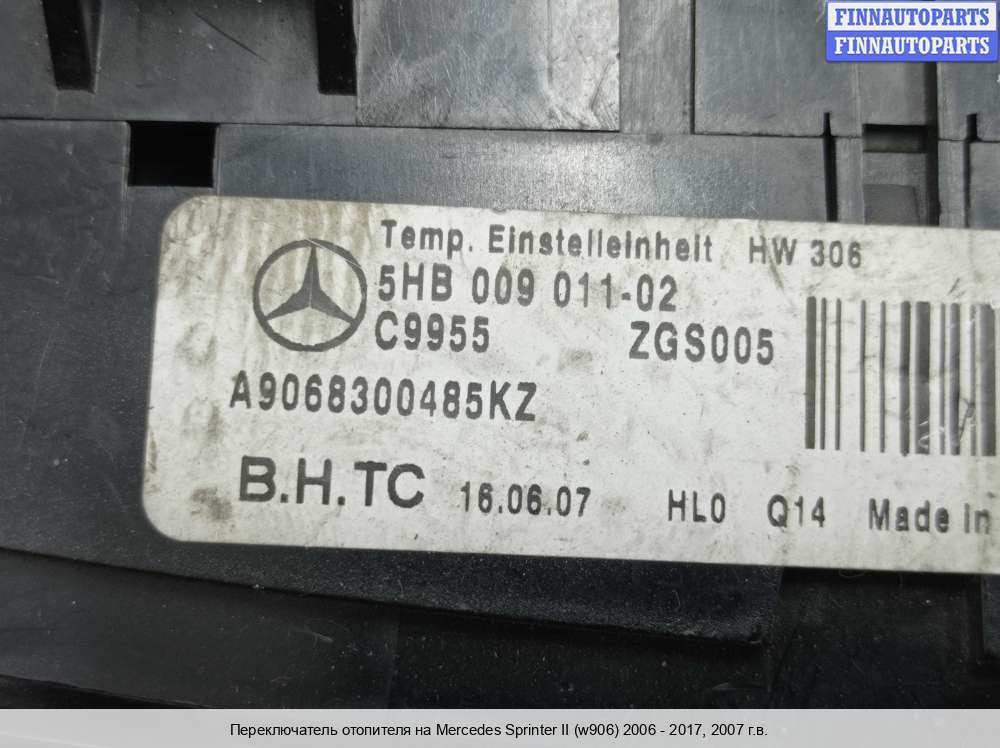 FINNAUTOPARTS
FINNAUTOPARTS
Temp. Einstelleinheit HW 306
5HB 009 011-02
C9955 ZGS005
A9068300485KZ
B.H.TC 16.06.07 HL0 Q14 Made in
Переключатель отопителя на Mercedes Sprinter II (w906) 2006 - 2017, 2007 г.в.